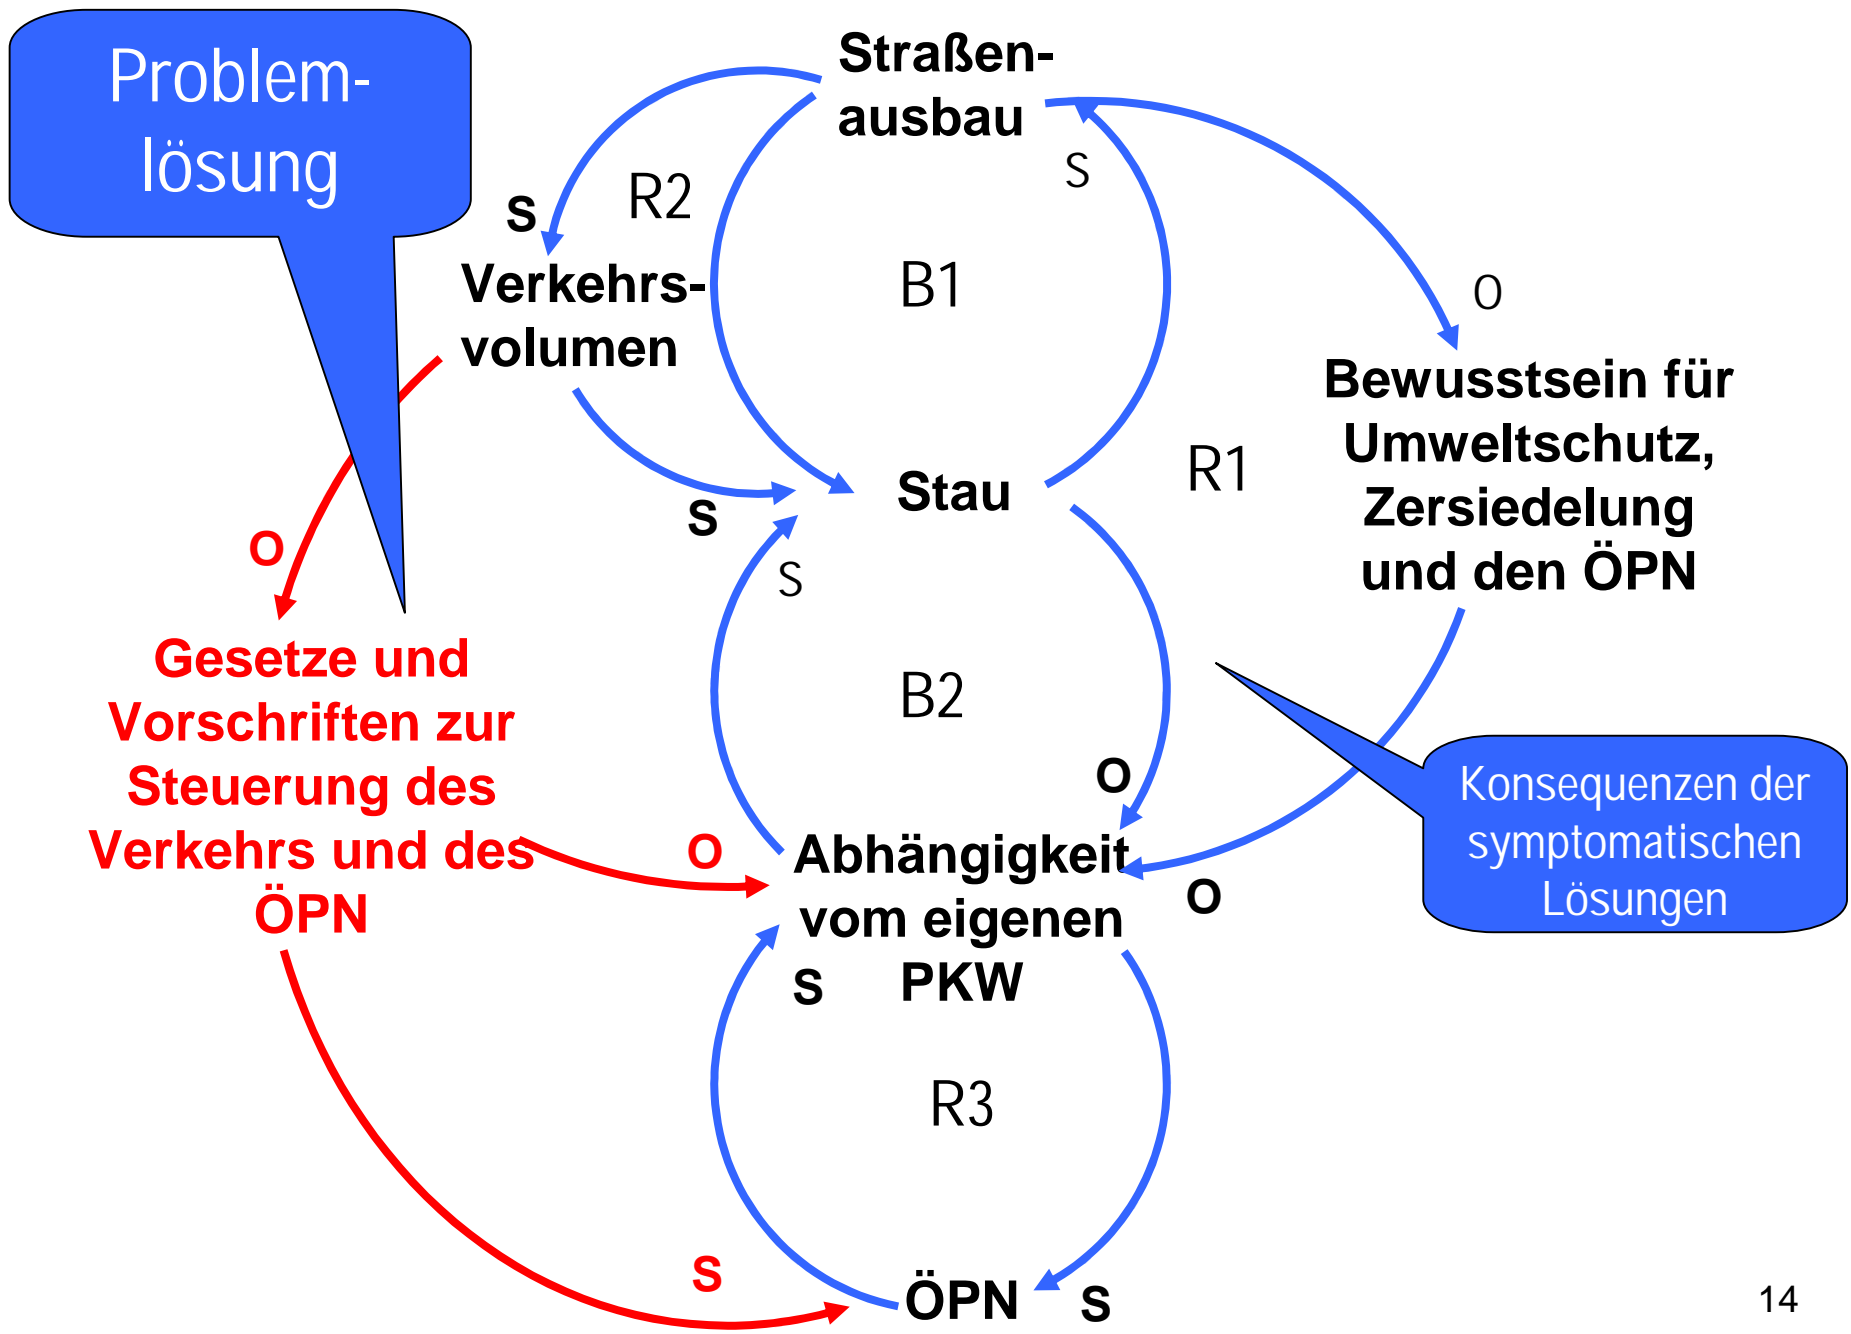 Problem-
lösung
Straßen-
ausbau
S
R2
S
O
B1
Verkehrs-
volumen
Bewusstsein für
Umweltschutz,
Zersiedelung
und den ÖPN
R1
Stau
S
O
S
Gesetze und
Vorschriften zur
Steuerung des
Verkehrs und des
ÖPN
B2
O
Konsequenzen der
symptomatischen
Lösungen
O
Abhängigkeit
vom eigenen
PKW
O
S
R3
S
ÖPN
S
14